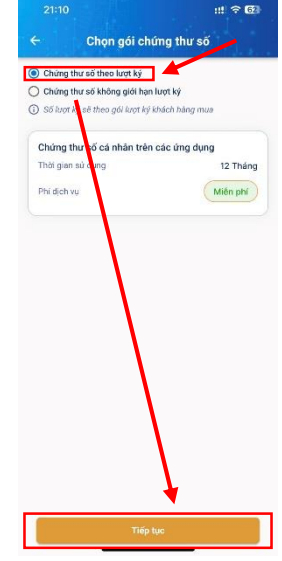 21:10
62
Chọn gói chứng thư số
Chứng thư số theo lượt ký
Chứng thư số không giới hạn lượt ký
Số lượt ký sẽ theo gói lượt ký khách hàng mua
Chứng thư số cá nhân trên các ứng dụng
Thời gian sử dụng
12 Tháng
Phí dịch vụ
Miễn phí
Tiếp tục